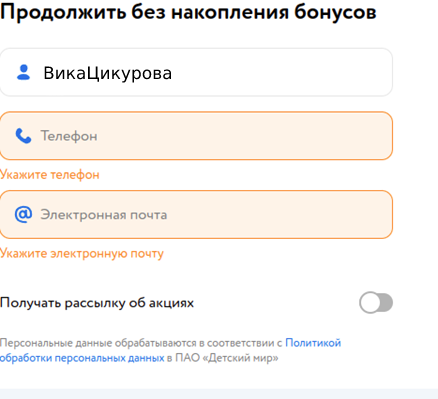 Продолжить без накопления бонусов
ВикаЦикурова
Телефон
Укажите телефон
Электронная почта
Укажите электронную почту
Получать рассылку об акциях
Персональные данные обрабатываются в соответствии с Политикой
обработки персональных данных в ПАО «Детский мир»